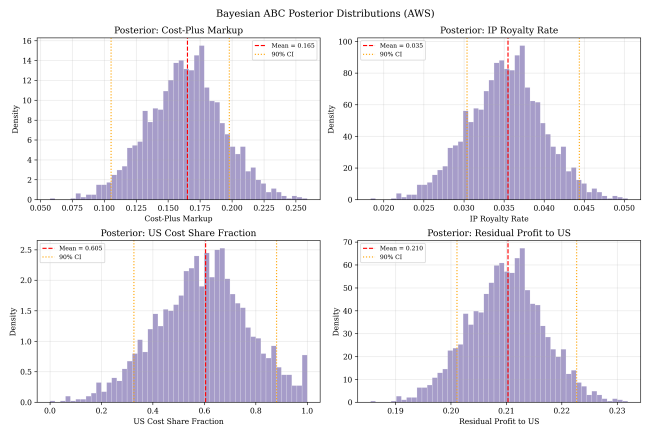 Bayesian ABC Posterior Distributions (AWS)
Posterior: Cost-Plus Markup
Mean = 0.165
90% CI
Density
0
2
4
6
8
10
12
14
16
0.050
0.075
0.100
0.125
0.150
0.175
0.200
0.225
0.250
Cost-Plus Markup
Posterior: IP Royalty Rate
Mean = 0.035
90% CI
Density
0
20
40
60
80
100
0.020
0.025
0.030
0.035
0.040
0.045
0.050
IP Royalty Rate
Posterior: US Cost Share Fraction
Mean = 0.605
90% CI
Density
0.0
0.5
1.0
1.5
2.0
2.5
0.0
0.2
0.4
0.6
0.8
1.0
US Cost Share Fraction
Posterior: Residual Profit to US
Mean = 0.210
90% CI
Density
0
10
20
30
40
50
60
70
0.19
0.20
0.21
0.22
0.23
Residual Profit to US